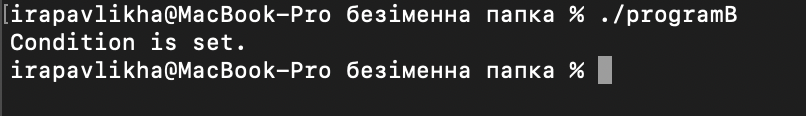 [irapavlikha@MacBook-Pro безіменна папка % ./programB
Condition is set.
irapavlikha@MacBook-Pro безіменна папка %